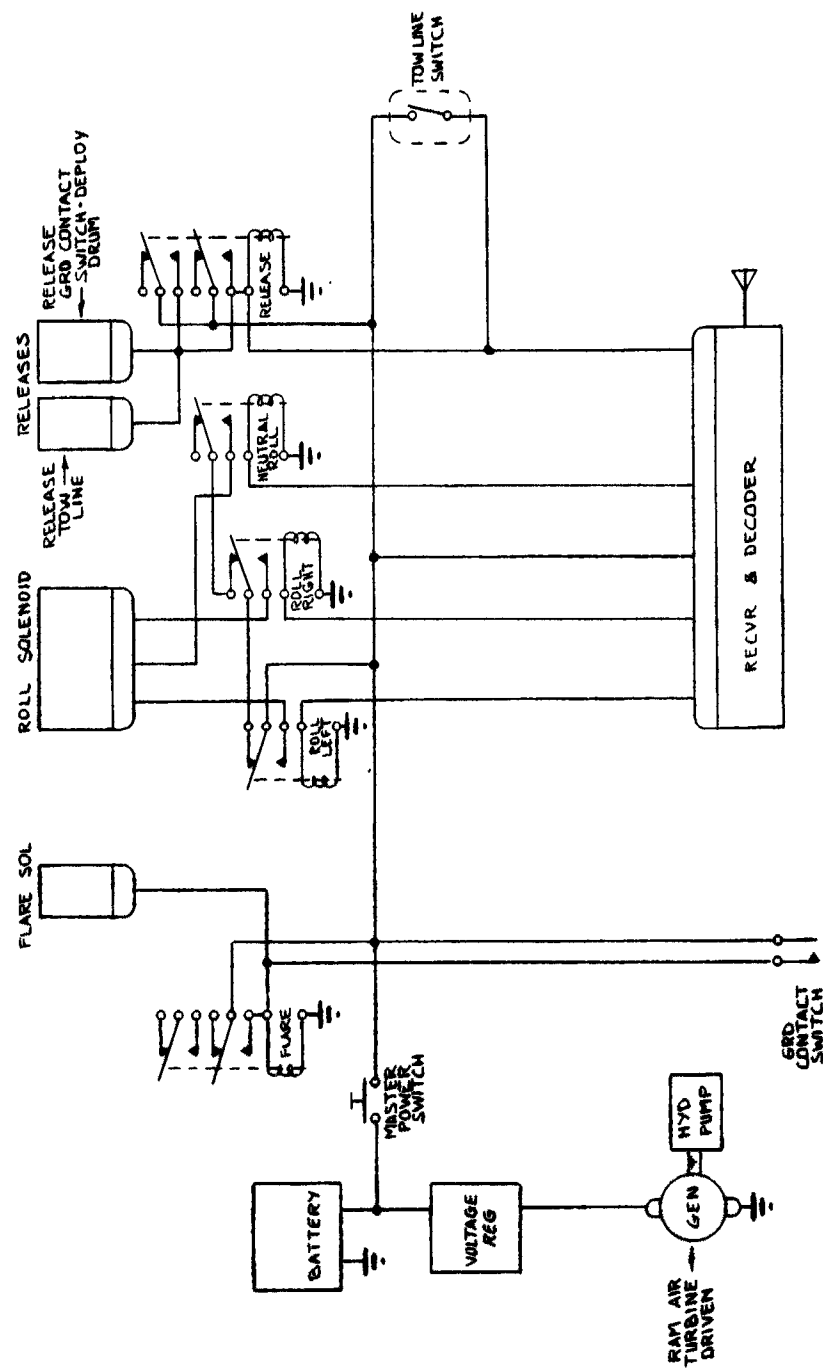 RELEASES
RELEASE
TOW
LINE
RELEASE
GRD CONTACT
SWITCH - DEPLOY
DRUM
ROLL SOLENOID
FLARE SOL
TOWLINE
SWITCH
RELEASE
NEUTRAL
ROLL
ROLL
RIGHT
ROLL
LEFT
FLARE
MASTER
POWER
SWITCH
BATTERY
VOLTAGE
REG
RECVR & DECODER
GRD
CONTACT
SWITCH
HYD
PUMP
GEN
RAM AIR
TURBINE
DRIVEN